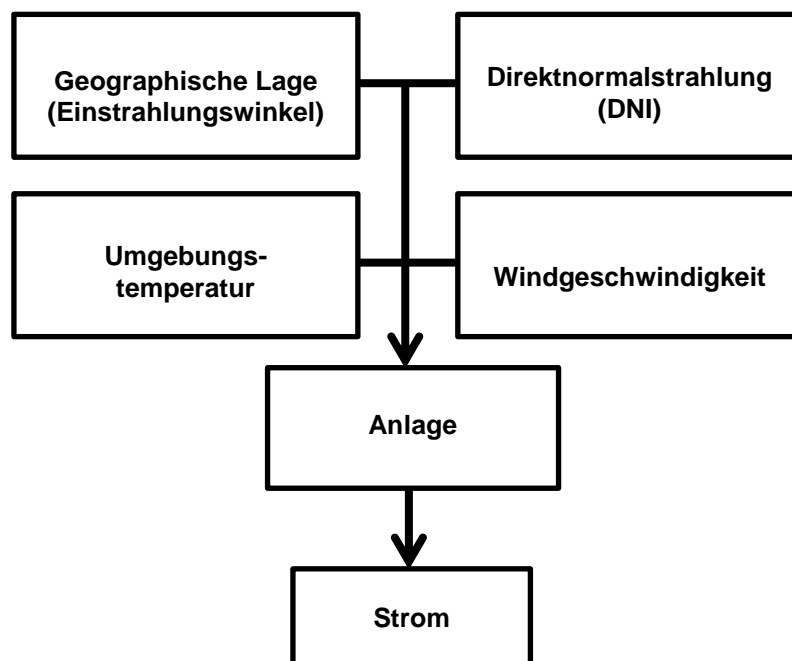 Geographische Lage
(Einstrahlungswinkel)
Direktnormalstrahlung
(DNI)
Umgebungs-
temperatur
Windgeschwindigkeit
Anlage
Strom